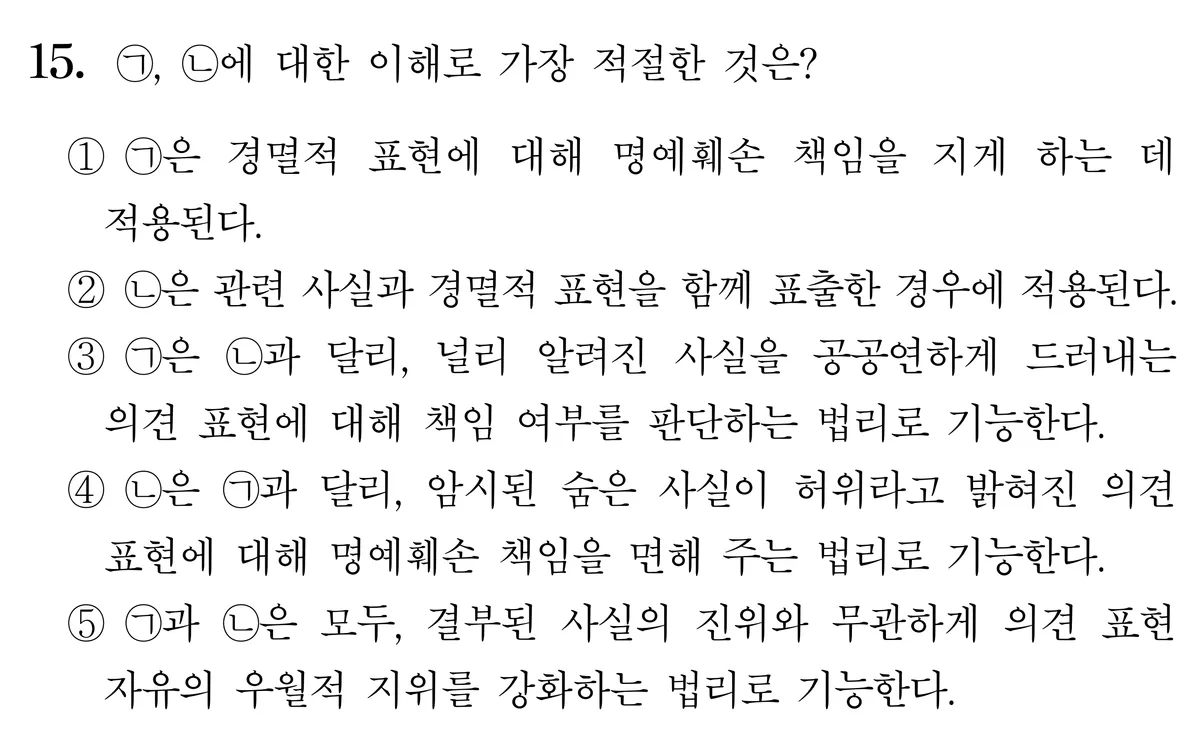 15. ㉠, ㉡에 대한 이해로 가장 적절한 것은?
① ㉠은 경멸적 표현에 대해 명예훼손 책임을 지게 하는 데
적용된다.
② ㉡은 관련 사실과 경멸적 표현을 함께 표출한 경우에 적용된다.
③ ㉠은 ㉡과 달리, 널리 알려진 사실을 공공연하게 드러내는
의견 표현에 대해 책임 여부를 판단하는 법리로 기능한다.
④ ㉡은 ㉠과 달리, 암시된 숨은 사실이 허위라고 밝혀진 의견
표현에 대해 명예훼손 책임을 면해 주는 법리로 기능한다.
⑤ ㉠과 ㉡은 모두, 결부된 사실의 진위와 무관하게 의견 표현
자유의 우월적 지위를 강화하는 법리로 기능한다.